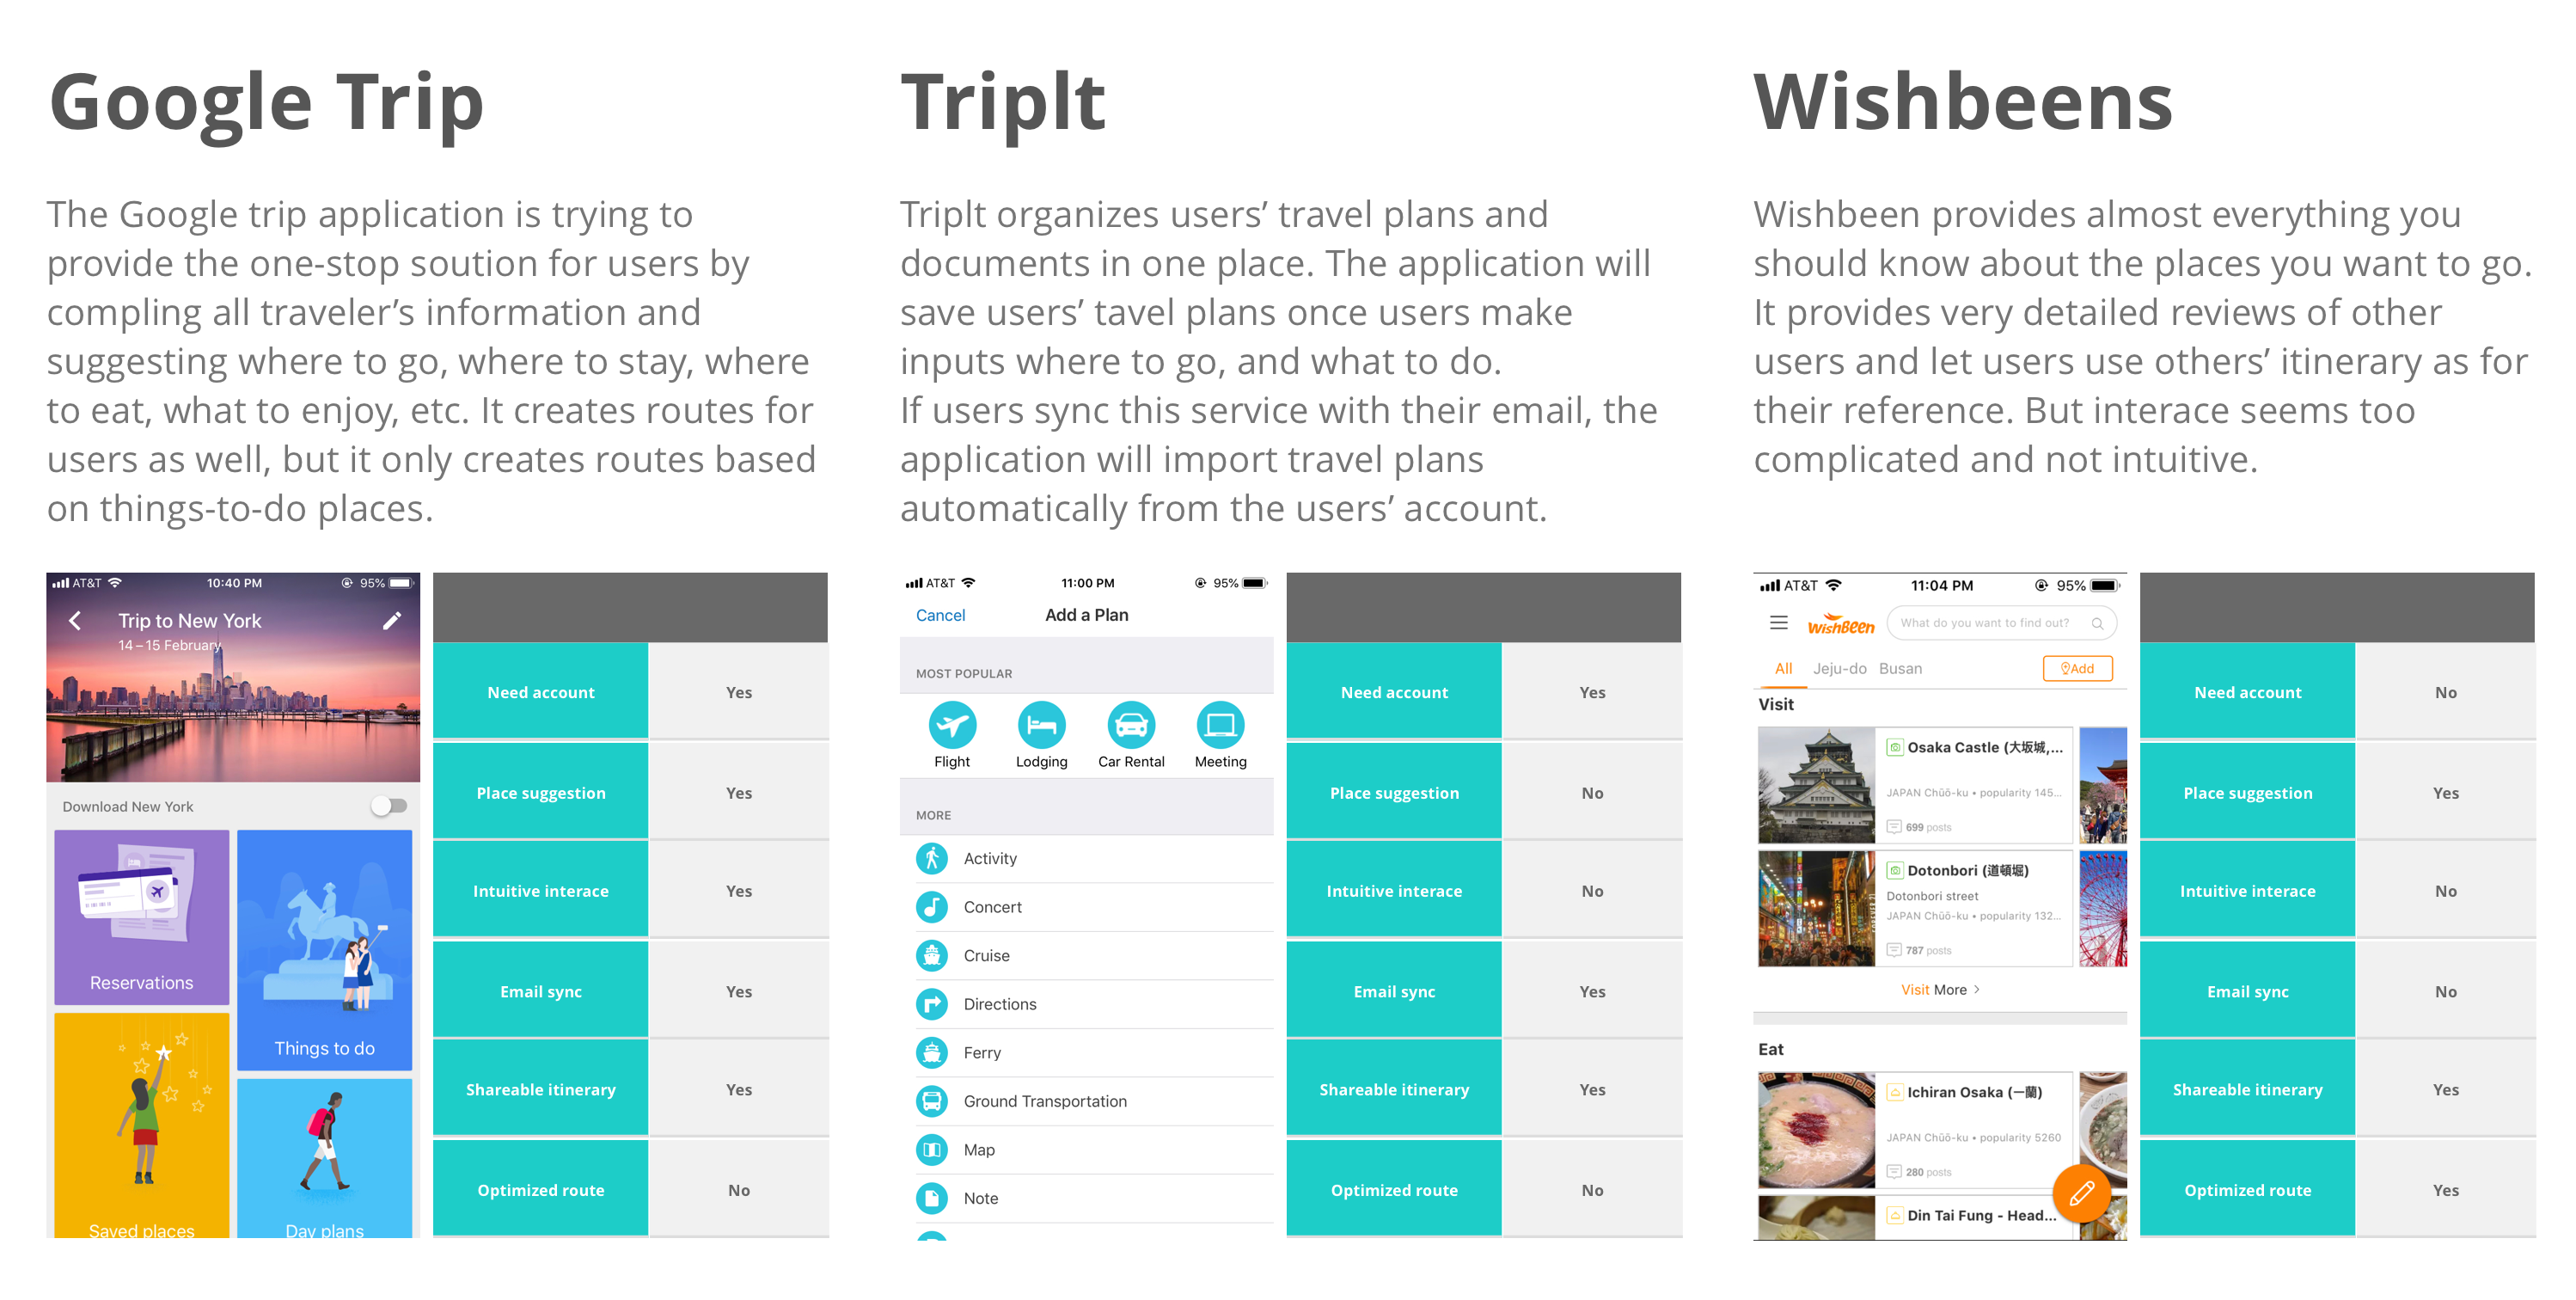 Google Trip
The Google trip application is trying to
provide the one-stop soution for users by
compling all traveler’s information and
suggesting where to go, where to stay, where
to eat, what to enjoy, etc. It creates routes for
users as well, but it only creates routes based
on things-to-do places.
AT&T 10:40 PM 95%
Trip to New York
14 – 15 February
Download New York
Reservations
Things to do
Saved places
Day plans
Need account Yes
Place suggestion Yes
Intuitive interace Yes
Email sync Yes
Shareable itinerary Yes
Optimized route No
TripIt
TripIt organizes users’ travel plans and
documents in one place. The application will
save users’ tavel plans once users make
inputs where to go, and what to do.
If users sync this service with their email, the
application will import travel plans
automatically from the users’ account.
AT&T 11:00 PM 95%
Cancel Add a Plan
MOST POPULAR
Flight Lodging Car Rental Meeting
MORE
Activity
Concert
Cruise
Directions
Ferry
Ground Transportation
Map
Note
Need account Yes
Place suggestion No
Intuitive interace No
Email sync Yes
Shareable itinerary Yes
Optimized route No
Wishbeens
Wishbeen provides almost everything you
should know about the places you want to go.
It provides very detailed reviews of other
users and let users use others’ itinerary as for
their reference. But interace seems too
complicated and not intuitive.
AT&T 11:04 PM 95%
WishBeen What do you want to find out?
All Jeju-do Busan Add
Visit
Osaka Castle (大坂城,...
JAPAN Chūō-ku • popularity 145...
699 posts
Dotonbori (道頓堀)
Dotonbori street
JAPAN Chūō-ku • popularity 132...
787 posts
Visit More >
Eat
Ichiran Osaka (一蘭)
JAPAN Chūō-ku • popularity 5260
280 posts
Din Tai Fung - Head...
Need account No
Place suggestion Yes
Intuitive interace No
Email sync No
Shareable itinerary Yes
Optimized route Yes